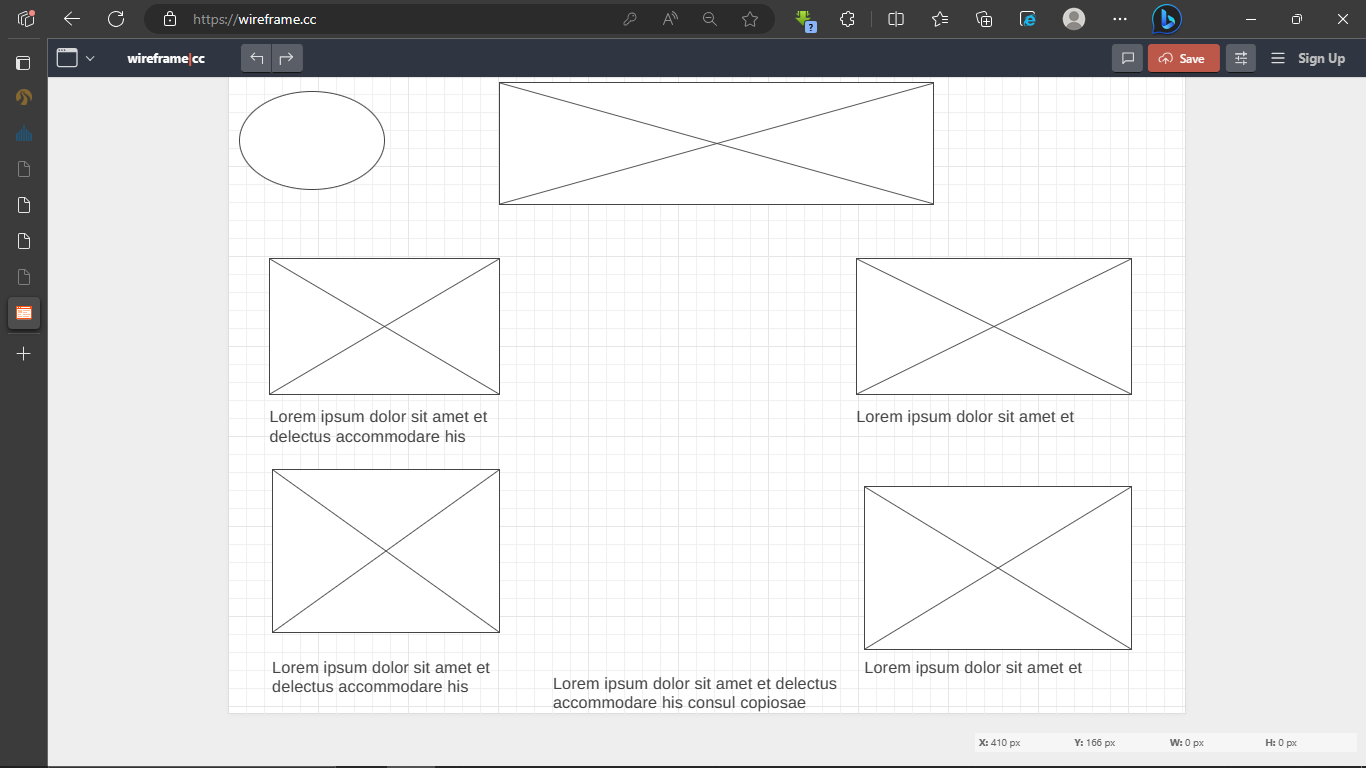 https://wireframe.cc
wireframe|cc
Save
Sign Up
Lorem ipsum dolor sit amet et
delectus accommodare his
Lorem ipsum dolor sit amet et
Lorem ipsum dolor sit amet et
delectus accommodare his
Lorem ipsum dolor sit amet et delectus
accommodare his consul copiosae
Lorem ipsum dolor sit amet et
X: 410 px Y: 166 px W: 0 px H: 0 px